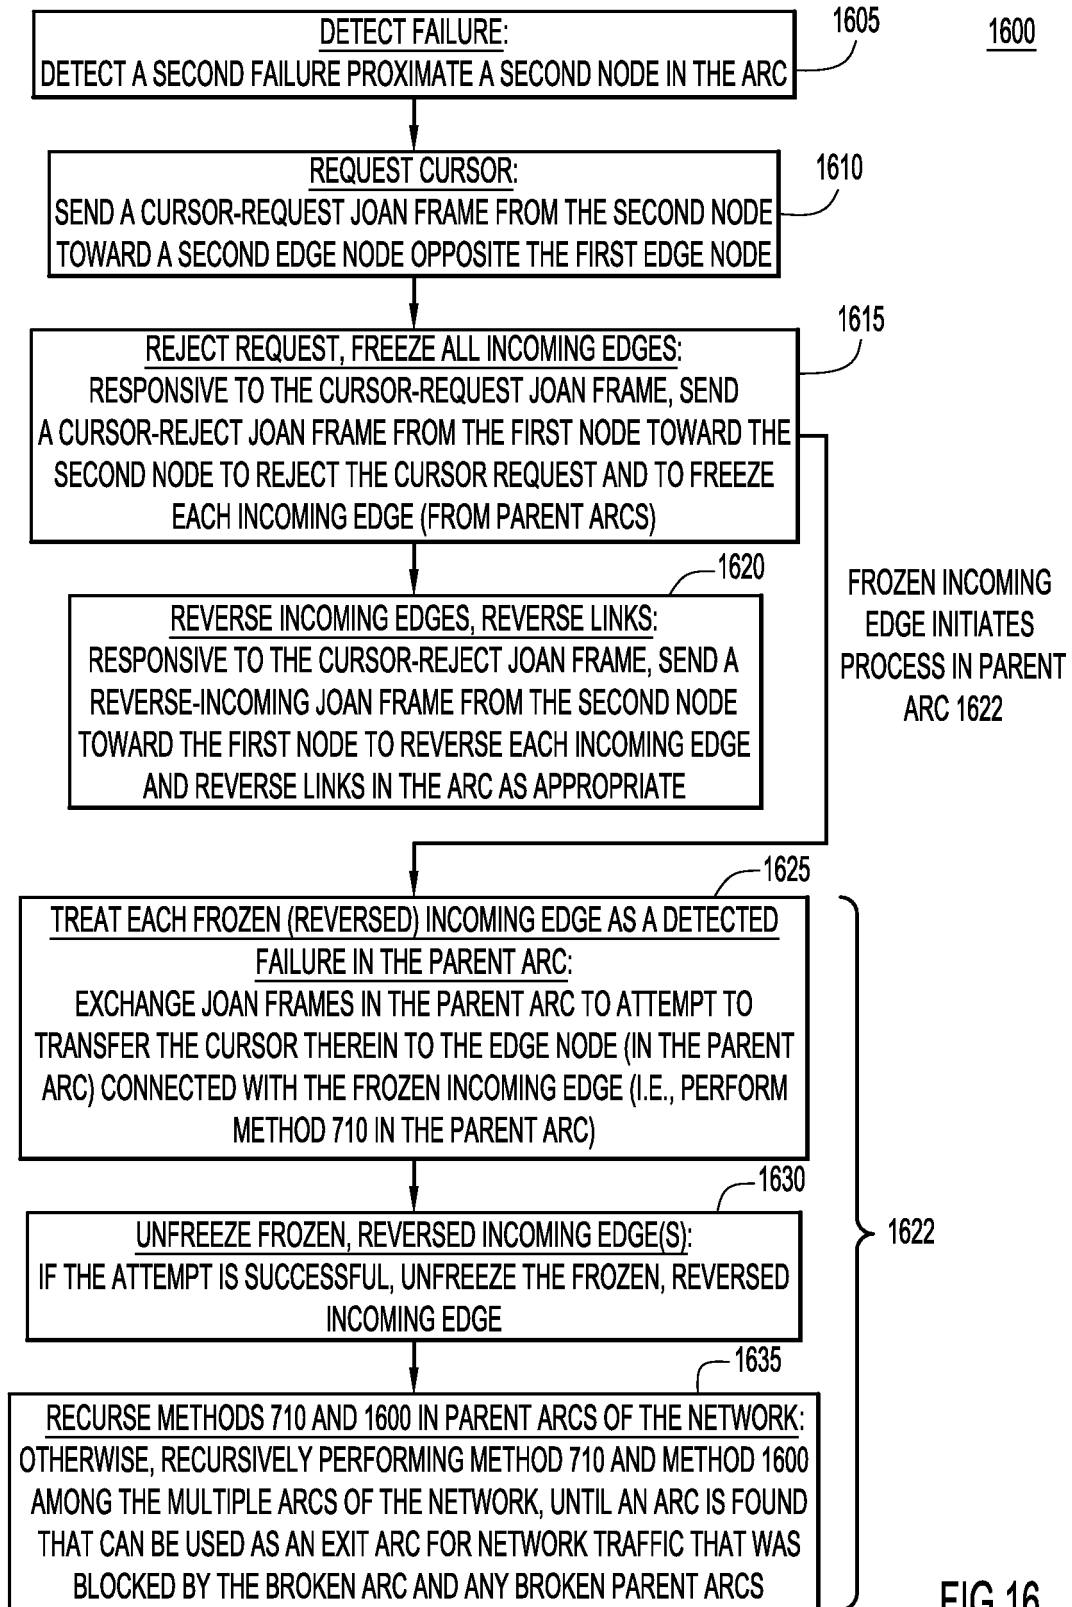 1600
1605
DETECT FAILURE:
DETECT A SECOND FAILURE PROXIMATE A SECOND NODE IN THE ARC
1610
REQUEST CURSOR:
SEND A CURSOR-REQUEST JOAN FRAME FROM THE SECOND NODE
TOWARD A SECOND EDGE NODE OPPOSITE THE FIRST EDGE NODE
1615
REJECT REQUEST, FREEZE ALL INCOMING EDGES:
RESPONSIVE TO THE CURSOR-REQUEST JOAN FRAME, SEND
A CURSOR-REJECT JOAN FRAME FROM THE FIRST NODE TOWARD THE
SECOND NODE TO REJECT THE CURSOR REQUEST AND TO FREEZE
EACH INCOMING EDGE (FROM PARENT ARCS)
1620
REVERSE INCOMING EDGES, REVERSE LINKS:
RESPONSIVE TO THE CURSOR-REJECT JOAN FRAME, SEND A
REVERSE-INCOMING JOAN FRAME FROM THE SECOND NODE
TOWARD THE FIRST NODE TO REVERSE EACH INCOMING EDGE
AND REVERSE LINKS IN THE ARC AS APPROPRIATE
FROZEN INCOMING
EDGE INITIATES
PROCESS IN PARENT
ARC 1622
1625
TREAT EACH FROZEN (REVERSED) INCOMING EDGE AS A DETECTED
FAILURE IN THE PARENT ARC:
EXCHANGE JOAN FRAMES IN THE PARENT ARC TO ATTEMPT TO
TRANSFER THE CURSOR THEREIN TO THE EDGE NODE (IN THE PARENT
ARC) CONNECTED WITH THE FROZEN INCOMING EDGE (I.E., PERFORM
METHOD 710 IN THE PARENT ARC)
1630
UNFREEZE FROZEN, REVERSED INCOMING EDGE(S):
IF THE ATTEMPT IS SUCCESSFUL, UNFREEZE THE FROZEN, REVERSED
INCOMING EDGE
1622
1635
RECURSE METHODS 710 AND 1600 IN PARENT ARCS OF THE NETWORK:
OTHERWISE, RECURSIVELY PERFORMING METHOD 710 AND METHOD 1600
AMONG THE MULTIPLE ARCS OF THE NETWORK, UNTIL AN ARC IS FOUND
THAT CAN BE USED AS AN EXIT ARC FOR NETWORK TRAFFIC THAT WAS
BLOCKED BY THE BROKEN ARC AND ANY BROKEN PARENT ARCS
FIG.16